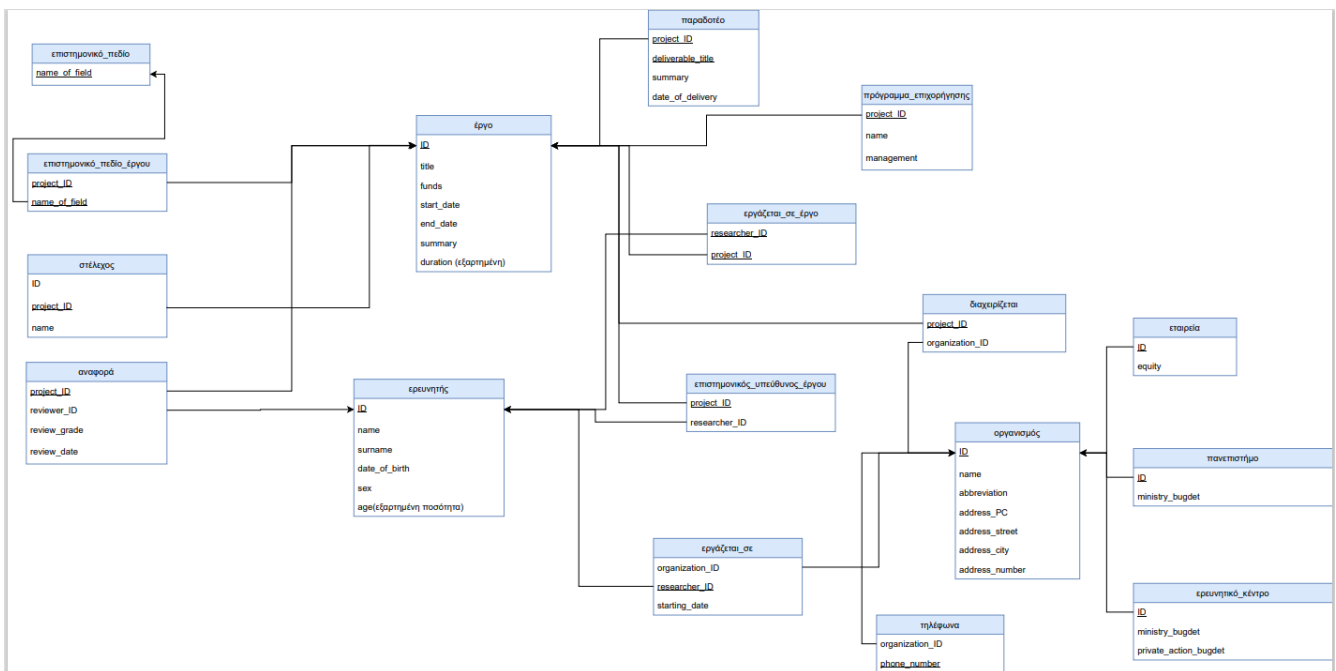 παραδοτέο
project_ID
deliverable_title
summary
date_of_delivery
επιστημονικό_πεδίο
name_of_field
πρόγραμμα_επιχορήγησης
project_ID
name
management
έργο
ID
title
funds
start_date
end_date
summary
duration (εξαρτημένη)
επιστημονικό_πεδίο_έργου
project_ID
name_of_field
εργάζεται_σε_έργο
researcher_ID
project_ID
στέλεχος
ID
project_ID
name
διαχειρίζεται
project_ID
organization_ID
εταιρεία
ID
equity
αναφορά
project_ID
reviewer_ID
review_grade
review_date
ερευνητής
ID
name
surname
date_of_birth
sex
age(εξαρτημένη ποσότητα)
επιστημονικός_υπεύθυνος_έργου
project_ID
researcher_ID
οργανισμός
ID
name
abbreviation
address_PC
address_street
address_city
address_number
πανεπιστήμο
ID
ministry_bugdet
εργάζεται_σε
organization_ID
researcher_ID
starting_date
ερευνητικό_κέντρο
ID
ministry_bugdet
private_action_bugdet
τηλέφωνα
organization_ID
phone_number